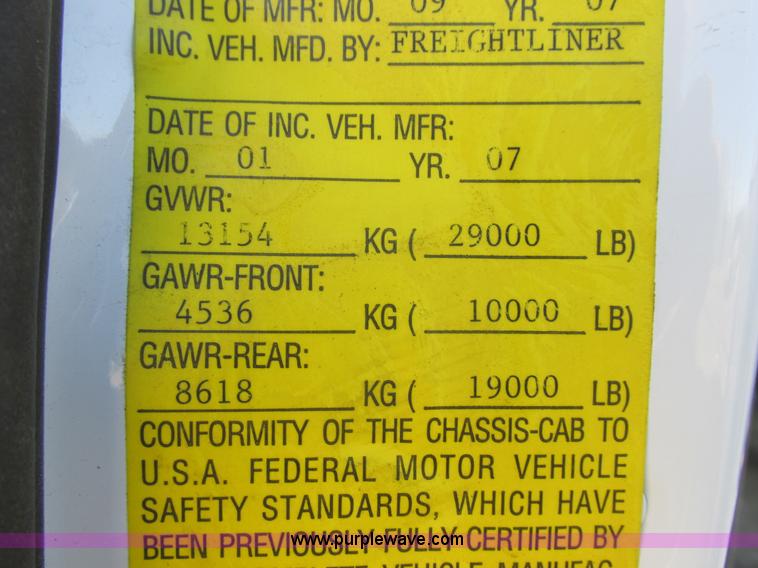 DATE OF MFR: MO. 09 YR. 07
INC. VEH. MFD. BY: FREIGHTLINER
DATE OF INC. VEH. MFR:
MO. 01 YR. 07
GVWR:
13154 KG ( 29000 LB)
GAWR-FRONT:
4536 KG ( 10000 LB)
GAWR-REAR:
8618 KG ( 19000 LB)
CONFORMITY OF THE CHASSIS-CAB TO
U.S.A. FEDERAL MOTOR VEHICLE
SAFETY STANDARDS, WHICH HAVE
BEEN PREVIOUSLY FULLY CERTIFIED BY
www.purplewave.com
VEHICLE MANUFAC-